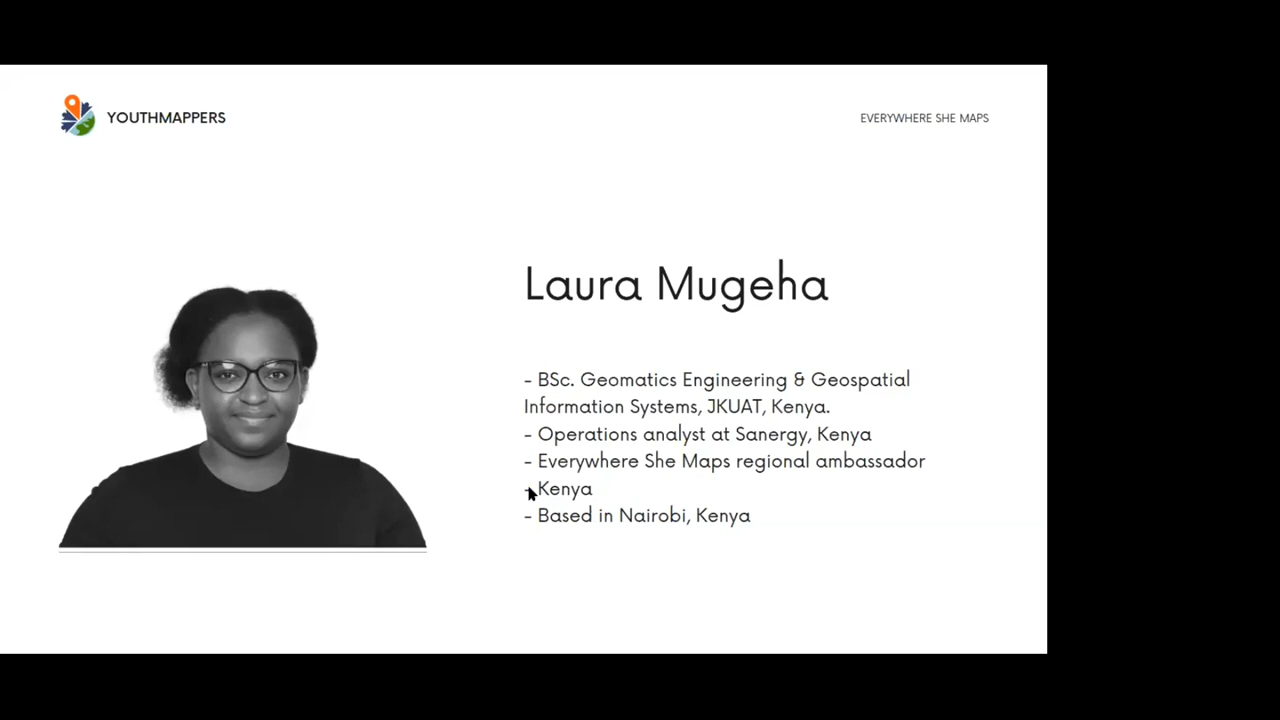 YOUTHMAPPERS
EVERYWHERE SHE MAPS
Laura Mugeha
- BSc. Geomatics Engineering & Geospatial
Information Systems, JKUAT, Kenya.
- Operations analyst at Sanergy, Kenya
- Everywhere She Maps regional ambassador
- Kenya
- Based in Nairobi, Kenya